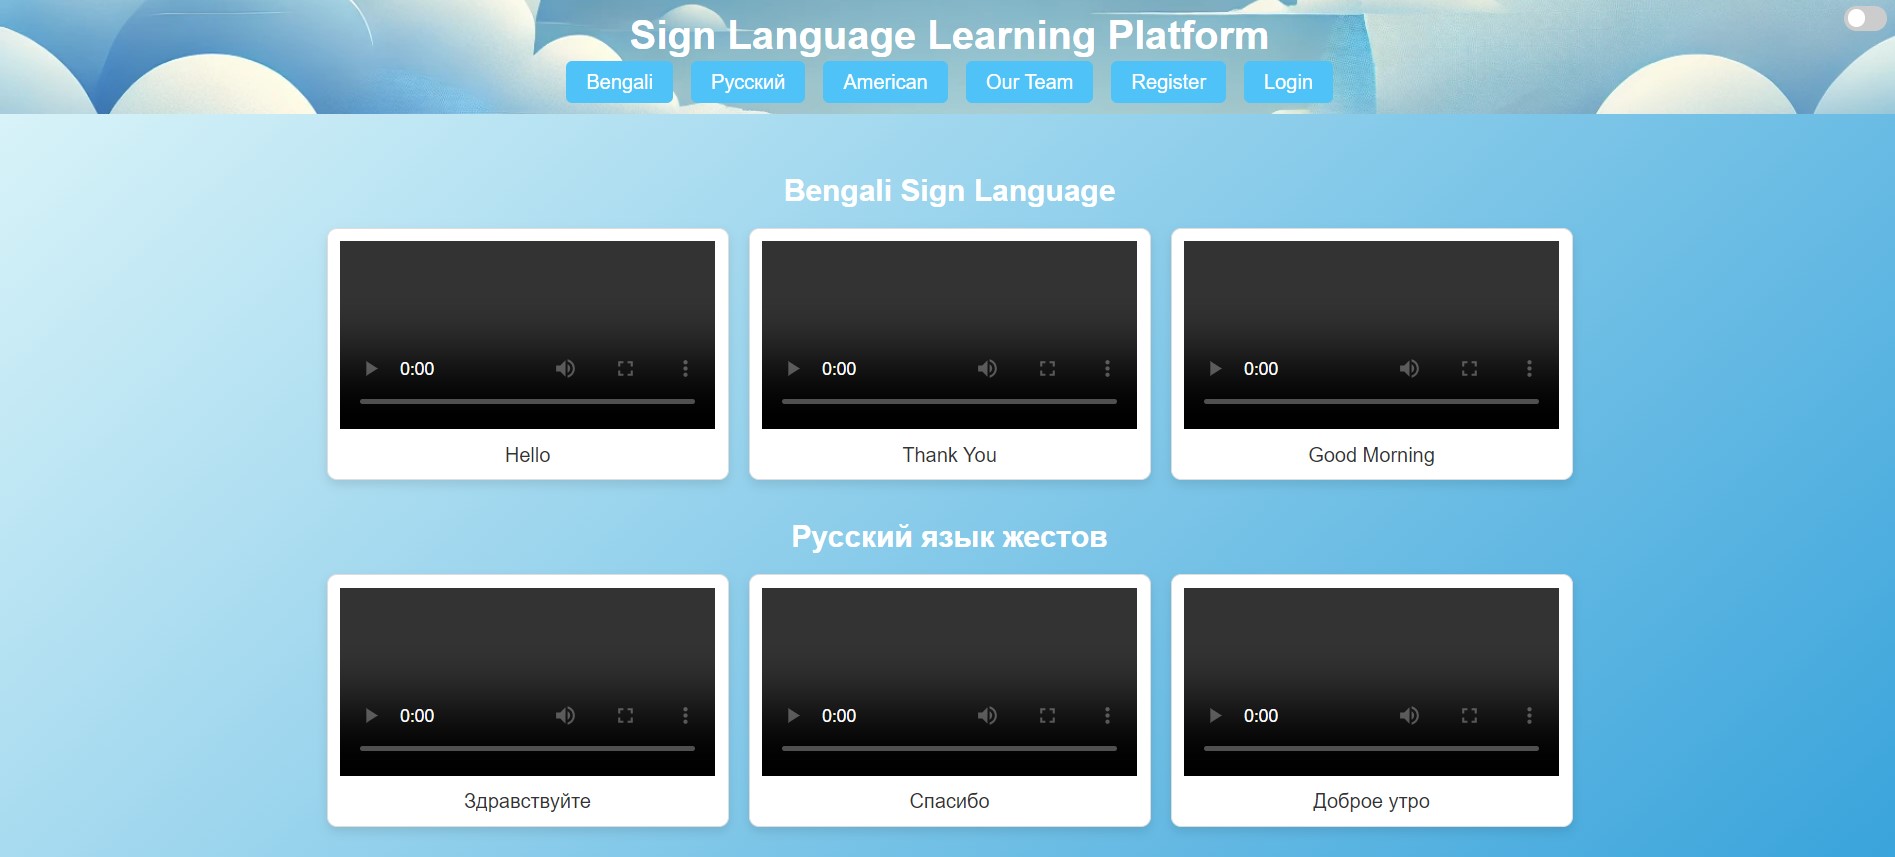 Sign Language Learning Platform
Bengali Русский American Our Team Register Login
Bengali Sign Language
0:00 0:00 0:00
Hello Thank You Good Morning
Русский язык жестов
0:00 0:00 0:00
Здравствуйте Спасибо Доброе утро